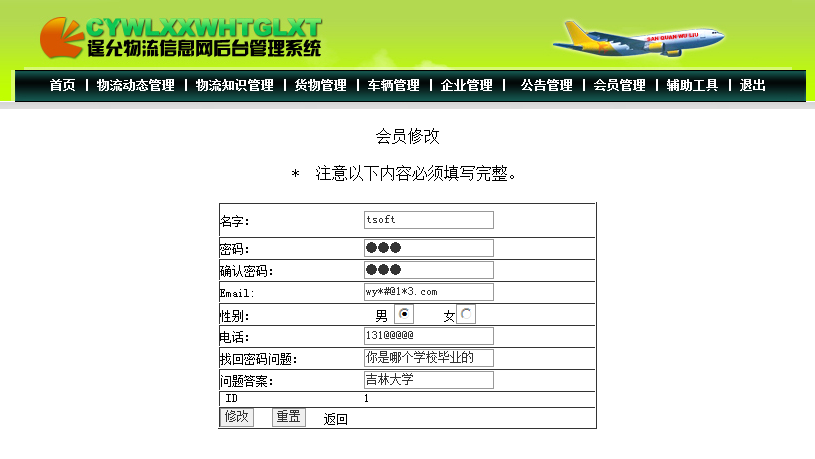 CYWLXXWHTGLXT
逞允物流信息网后台管理系统
SAN QUAN WULIU
首页 | 物流动态管理 | 物流知识管理 | 货物管理 | 车辆管理 | 企业管理 | 公告管理 | 会员管理 | 辅助工具 | 退出
会员修改
* 注意以下内容必须填写完整。
名字: tsoft
密码: ●●●
确认密码: ●●●
Email: wy*#@1*3.com
性别: 男 女
电话: 131@@@@@
找回密码问题: 你是哪个学校毕业的
问题答案: 吉林大学
ID 1
修改 重置 返回